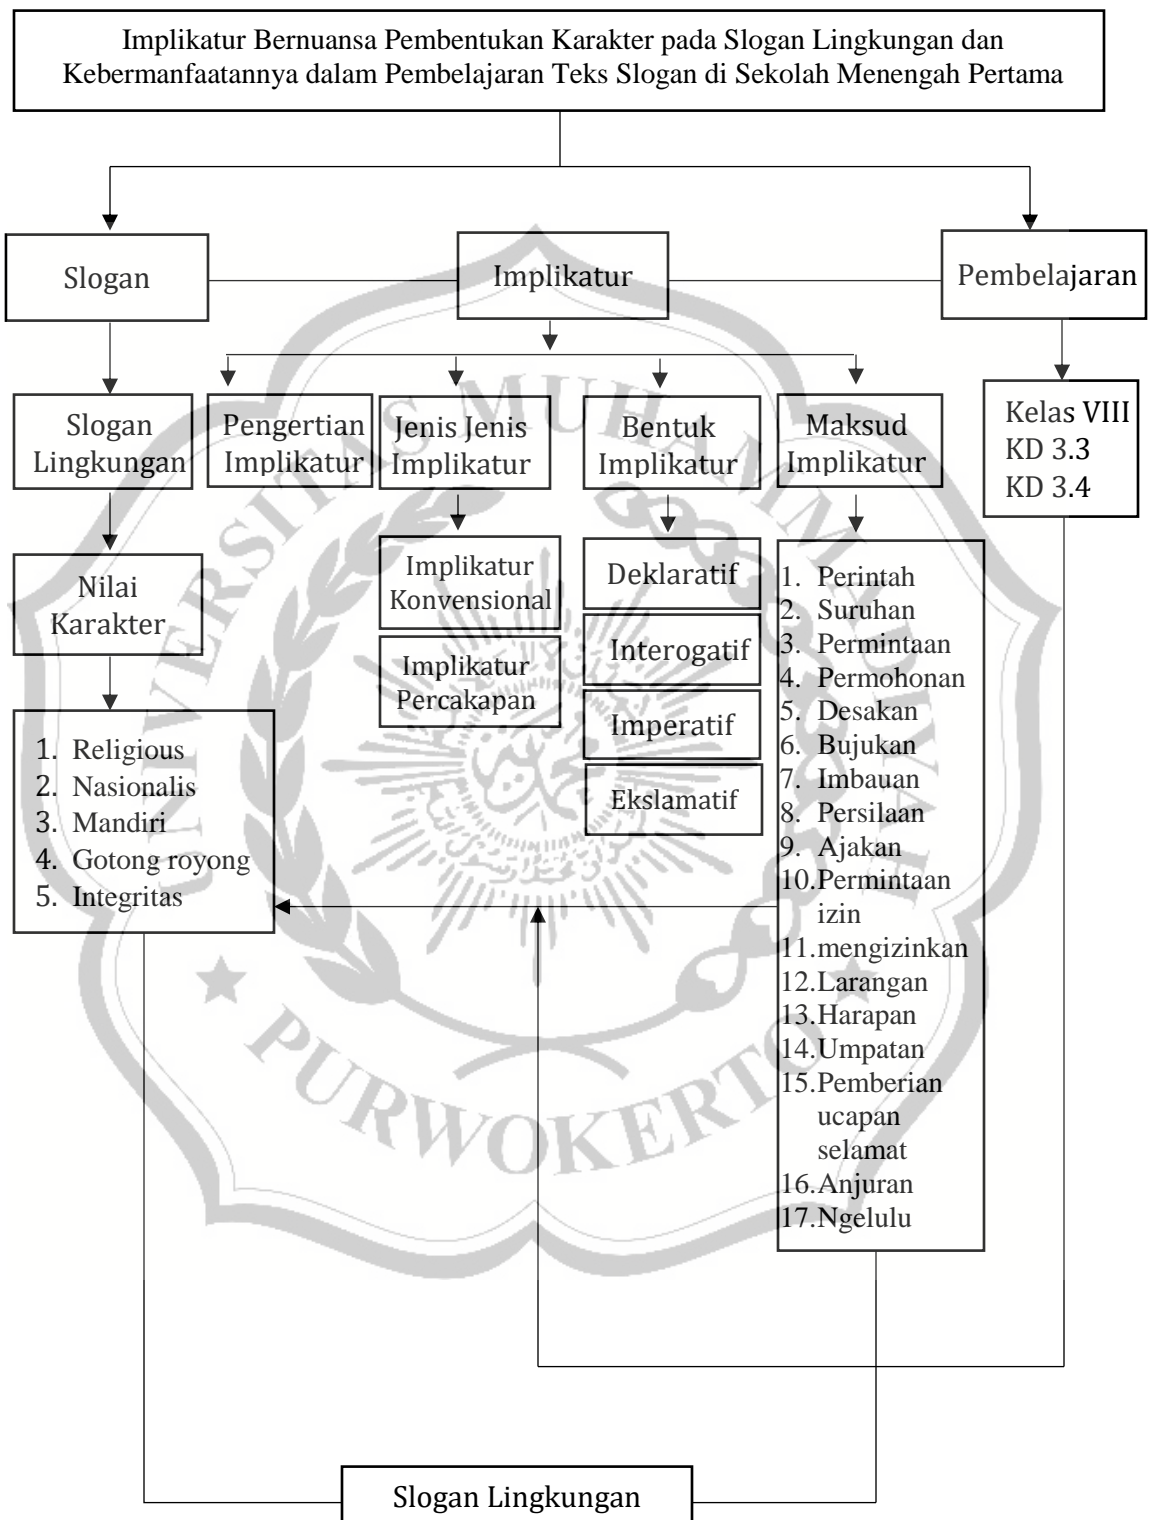 Implikatur Bernuansa Pembentukan Karakter pada Slogan Lingkungan dan
Kebermanfaatannya dalam Pembelajaran Teks Slogan di Sekolah Menengah Pertama
Slogan
Implikatur
Pembelajaran
Slogan
Lingkungan
Pengertian
Implikatur
Jenis Jenis
Implikatur
Bentuk
Implikatur
Maksud
Implikatur
Kelas VIII
KD 3.3
KD 3.4
Nilai
Karakter
Implikatur
Konvensional
Implikatur
Percakapan
Deklaratif
Interogatif
Imperatif
Ekslamatif
1. Religious
2. Nasionalis
3. Mandiri
4. Gotong royong
5. Integritas
1. Perintah
2. Suruhan
3. Permintaan
4. Permohonan
5. Desakan
6. Bujukan
7. Imbauan
8. Persilaan
9. Ajakan
10.Permintaan
izin
11.mengizinkan
12.Larangan
13.Harapan
14.Umpatan
15.Pemberian
ucapan
selamat
16.Anjuran
17.Ngelulu
Slogan Lingkungan
UNIVERSITAS MUHAMMADIYAH
PURWOKERTO